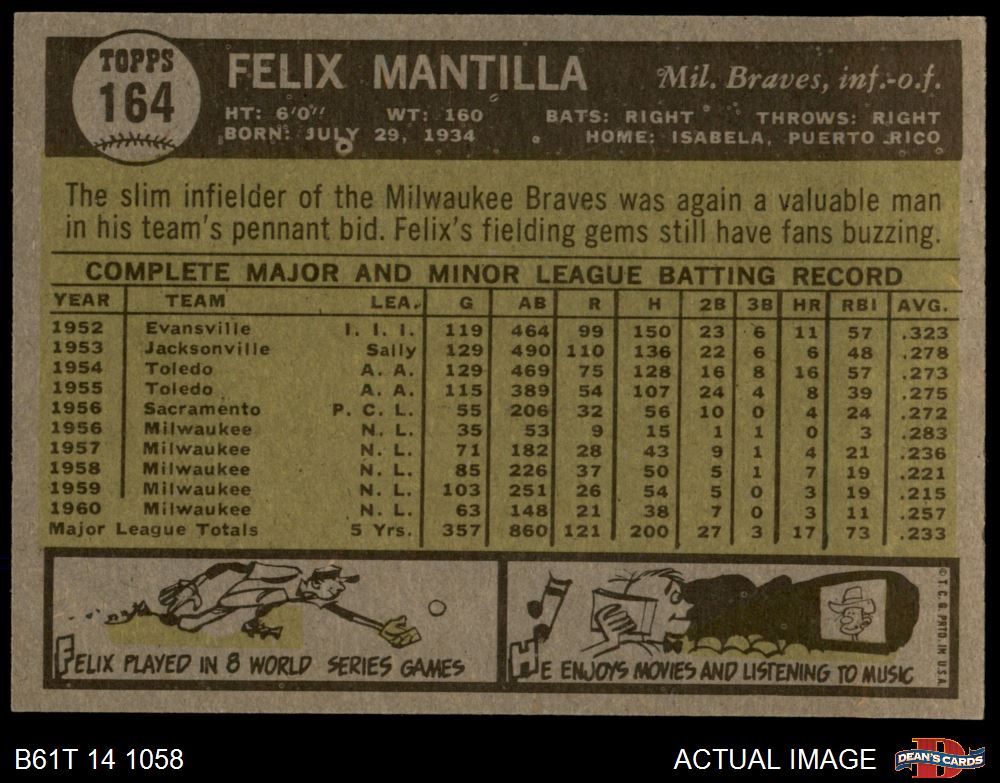 TOPPS
164
FELIX MANTILLA
Mil. Braves, inf.-o.f.
HT: 6'0" WT: 160 BATS: RIGHT THROWS: RIGHT
BORN: JULY 29, 1934 HOME: ISABELA, PUERTO RICO
The slim infielder of the Milwaukee Braves was again a valuable man
in his team's pennant bid. Felix's fielding gems still have fans buzzing.
COMPLETE MAJOR AND MINOR LEAGUE BATTING RECORD
YEAR TEAM LEA. G AB R H 2B 3B HR RBI AVG.
1952 Evansville I. I. I. 119 464 99 150 23 6 11 57 .323
1953 Jacksonville Sally 129 490 110 136 22 6 6 48 .278
1954 Toledo A. A. 129 469 75 128 16 8 16 57 .273
1955 Toledo A. A. 115 389 54 107 24 4 8 39 .275
1956 Sacramento P. C. L. 55 206 32 56 10 0 4 24 .272
1956 Milwaukee N. L. 35 53 9 15 1 1 0 3 .283
1957 Milwaukee N. L. 71 182 28 43 9 1 4 21 .236
1958 Milwaukee N. L. 85 226 37 50 5 1 7 19 .221
1959 Milwaukee N. L. 103 251 26 54 5 0 3 19 .215
1960 Milwaukee N. L. 63 148 21 38 7 0 3 11 .257
Major League Totals 5 Yrs. 357 860 121 200 27 3 17 73 .233
FELIX PLAYED IN 8 WORLD SERIES GAMES
HE ENJOYS MOVIES AND LISTENING TO MUSIC
© T. C. G. PRTD. IN U.S.A.
B61T 14 1058
ACTUAL IMAGE
D
DEAN'S CARDS